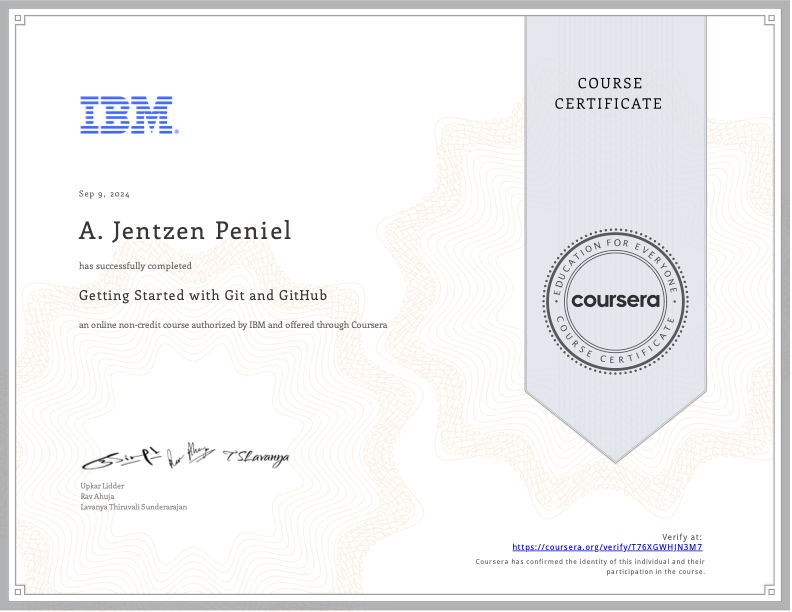 COURSE
CERTIFICATE
IBM®
Sep 9, 2024
A. Jentzen Peniel
has successfully completed
Getting Started with Git and GitHub
an online non-credit course authorized by IBM and offered through Coursera
EDUCATION FOR EVERYONE
coursera
COURSE CERTIFICATE
T S Lavanya
Upkar Lidder
Rav Ahuja
Lavanya Thiruvali Sunderarajan
Verify at:
https://coursera.org/verify/T76XGWHJN3M7
Coursera has confirmed the identity of this individual and their
participation in the course.